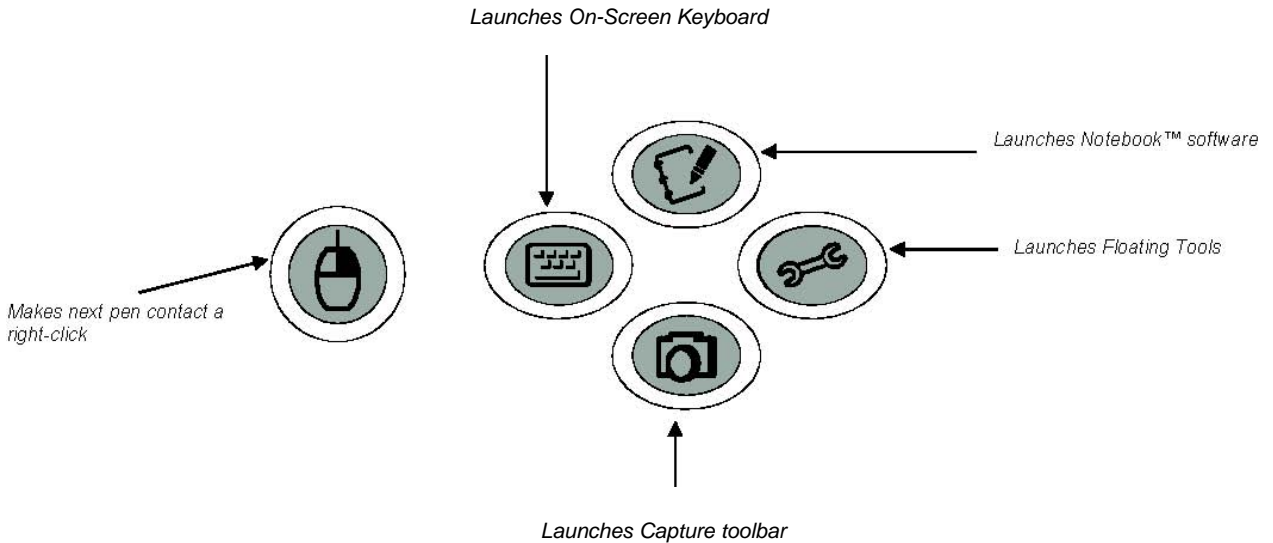 Launches On-Screen Keyboard
Launches Notebook™ software
Launches Floating Tools
Makes next pen contact a
right-click
Launches Capture toolbar